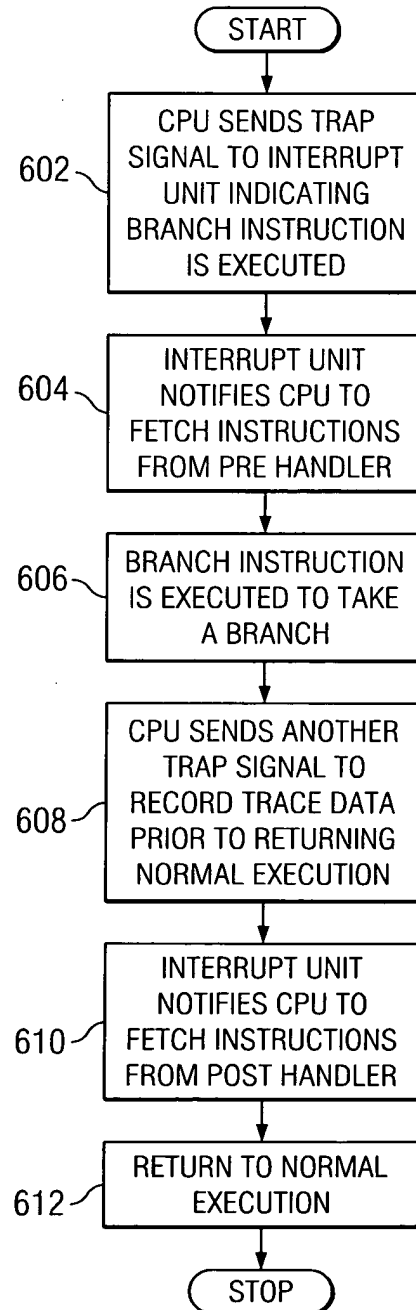 START
602
CPU SENDS TRAP
SIGNAL TO INTERRUPT
UNIT INDICATING
BRANCH INSTRUCTION
IS EXECUTED
604
INTERRUPT UNIT
NOTIFIES CPU TO
FETCH INSTRUCTIONS
FROM PRE HANDLER
606
BRANCH INSTRUCTION
IS EXECUTED TO TAKE
A BRANCH
608
CPU SENDS ANOTHER
TRAP SIGNAL TO
RECORD TRACE DATA
PRIOR TO RETURNING
NORMAL EXECUTION
610
INTERRUPT UNIT
NOTIFIES CPU TO
FETCH INSTRUCTIONS
FROM POST HANDLER
612
RETURN TO NORMAL
EXECUTION
STOP